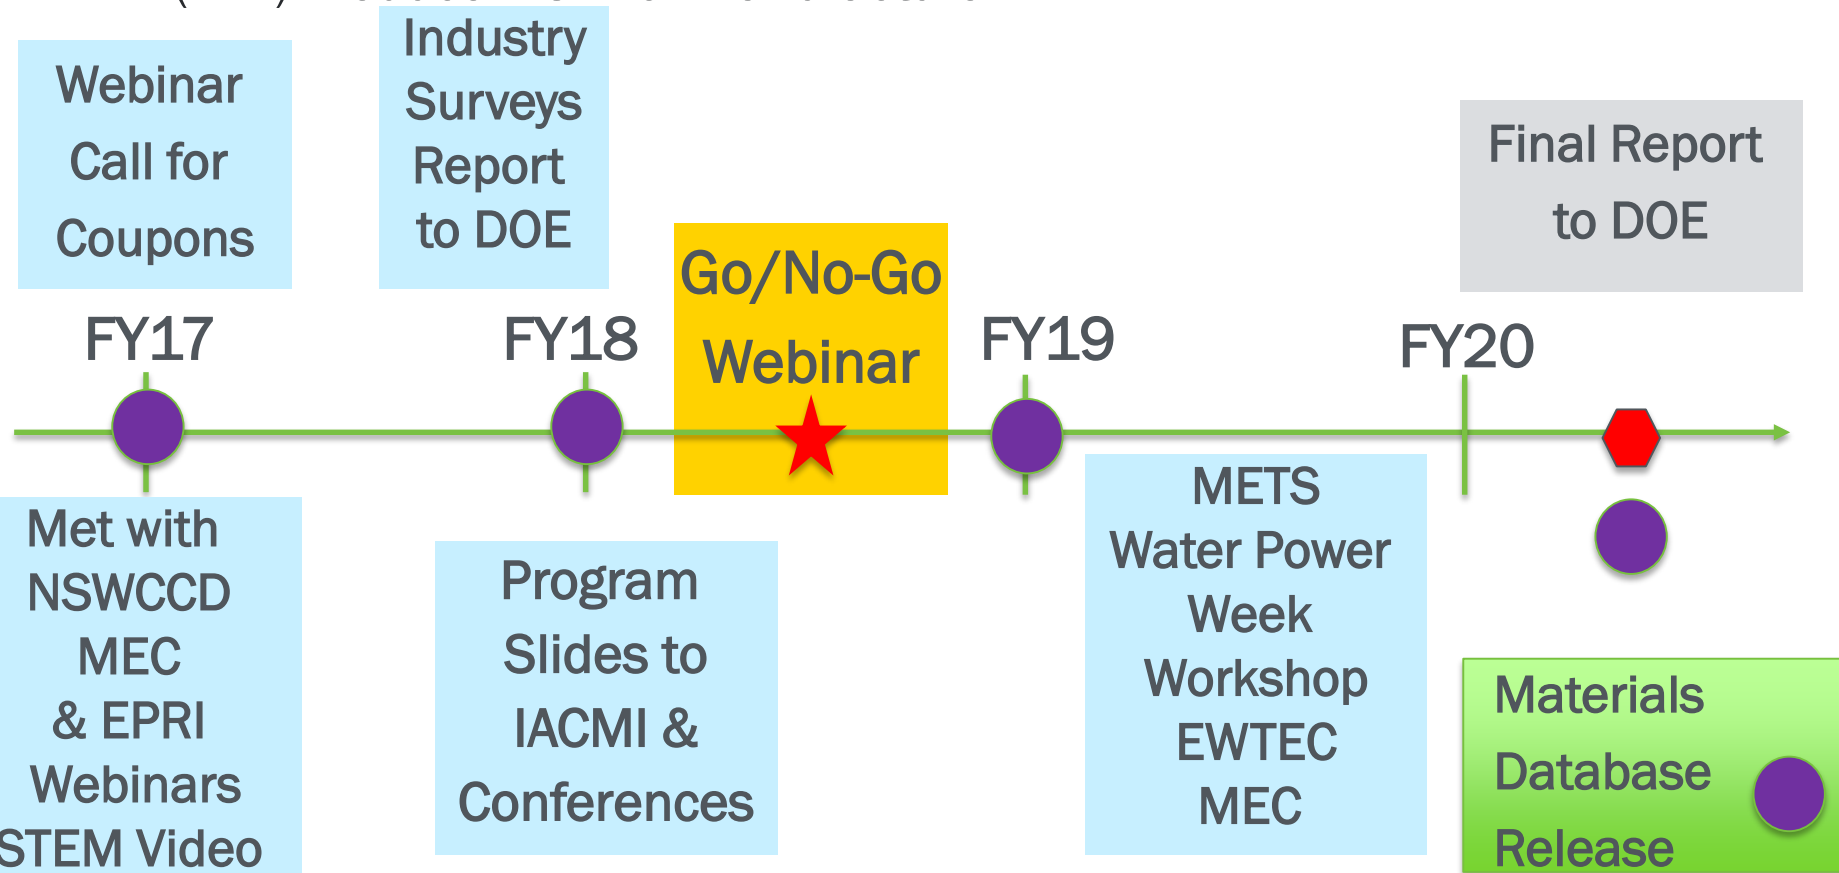 Webinar
Call for
Coupons
Industry
Surveys
Report
to DOE
Go/No-Go
Webinar
Final Report
to DOE
FY17
FY18
FY19
FY20
Met with
NSWCCD
MEC
& EPRI
Webinars
STEM Video
Program
Slides to
IACMI &
Conferences
METS
Water Power
Week
Workshop
EWTEC
MEC
Materials
Database
Release